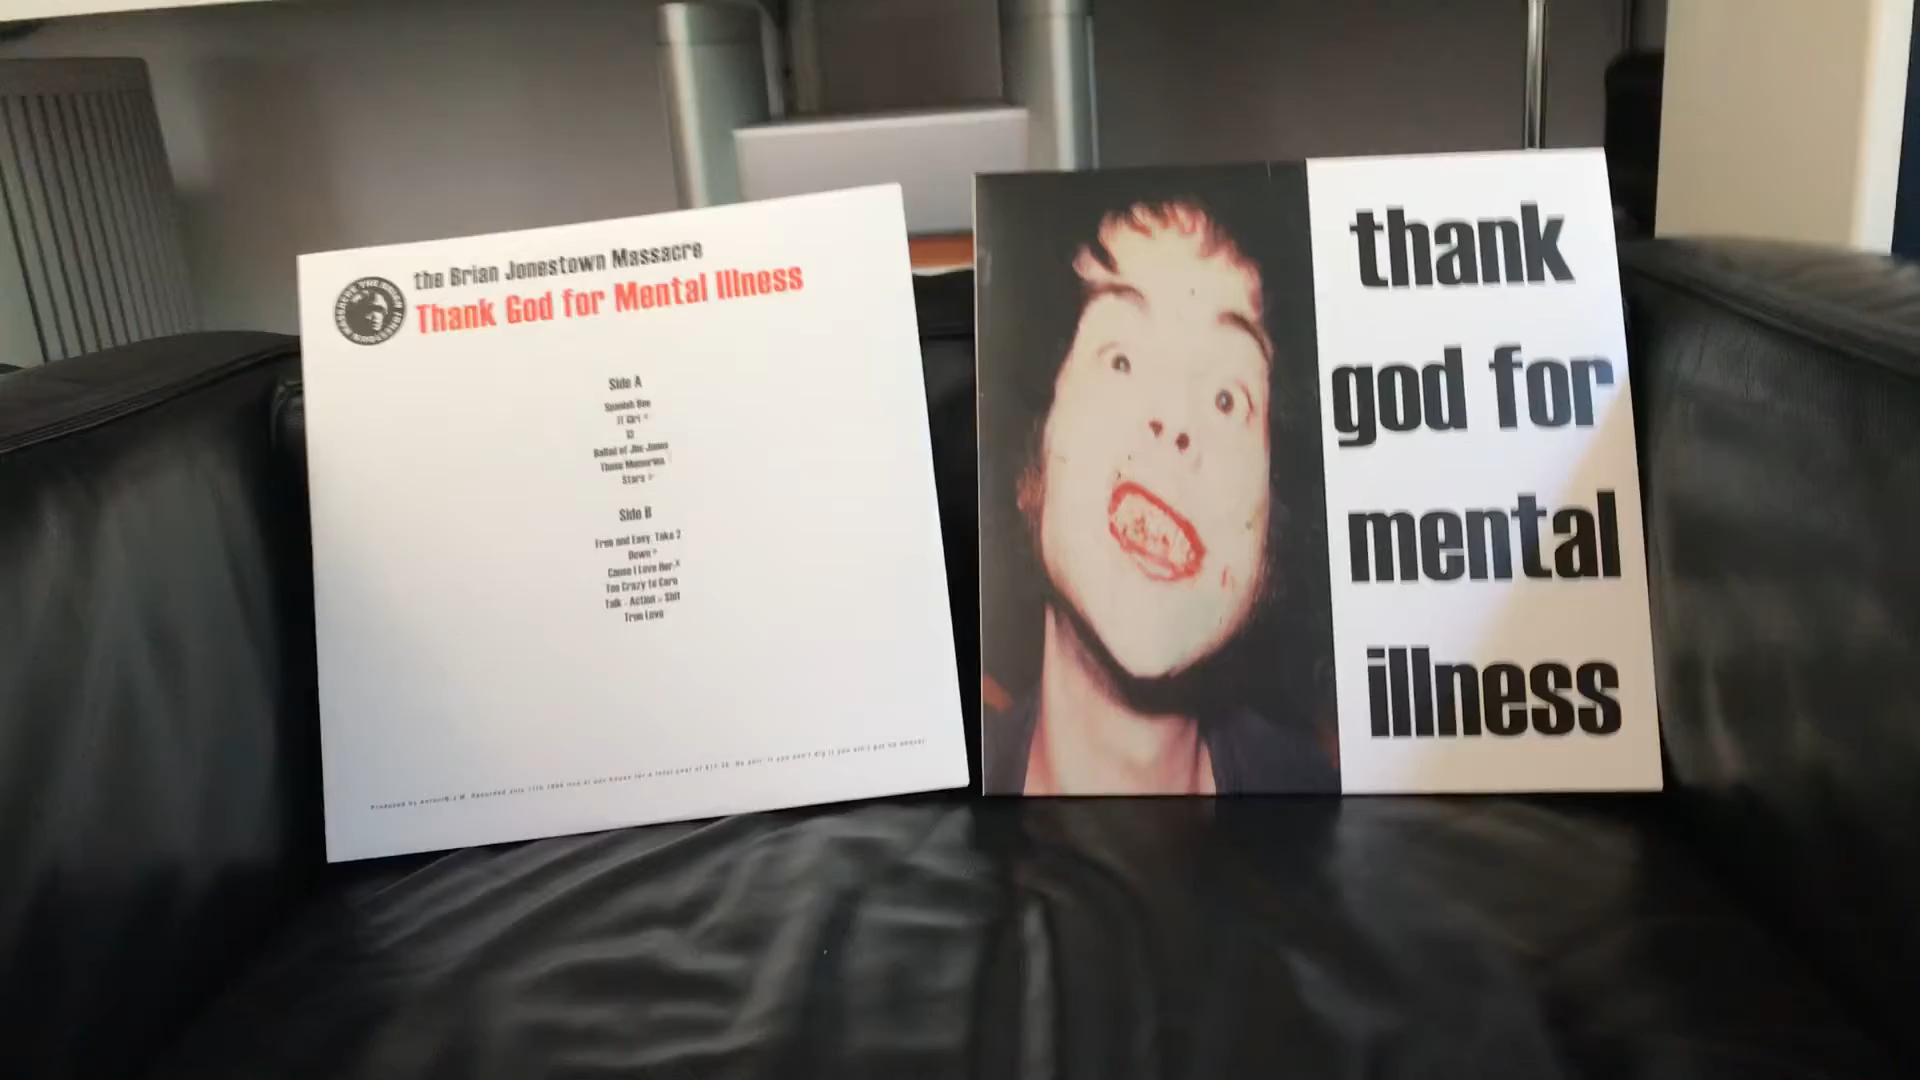 the Brian Jonestown Massacre
Thank God for Mental Illness
Side A
Spanish Bee
It Girl
13
Ballad of Jim Jones
Those Memories
Stars
Side B
Free and Easy, Take 2
Down
Cause I Love Her
Too Crazy to Care
Talk - Action = Shit
True Love
thank
god for
mental
illness